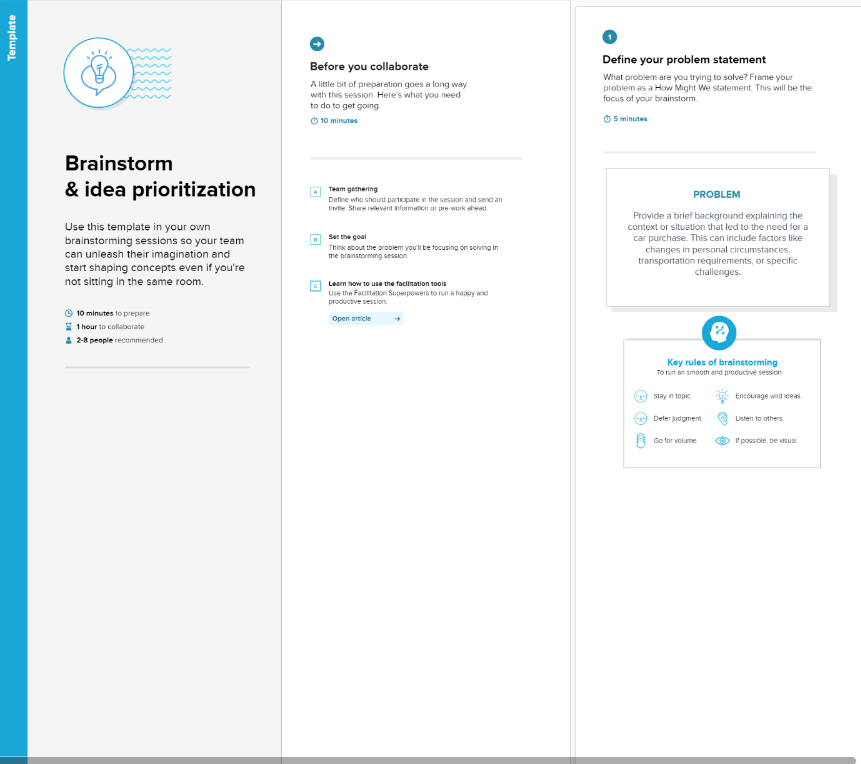 Template
Brainstorm
& idea prioritization
Use this template in your own
brainstorming sessions so your team
can unleash their imagination and
start shaping concepts even if you're
not sitting in the same room.
10 minutes to prepare
1 hour to collaborate
2-8 people recommended
Before you collaborate
A little bit of preparation goes a long way
with this session. Here's what you need
to do to get going.
10 minutes
A
Team gathering
Define who should participate in the session and send an
invite. Share relevant information or pre-work ahead.
B
Set the goal
Think about the problem you'll be focusing on solving in
the brainstorming session.
C
Learn how to use the facilitation tools
Use the Facilitation Superpowers to run a happy and
productive session.
Open article
1
Define your problem statement
What problem are you trying to solve? Frame your
problem as a How Might We statement. This will be the
focus of your brainstorm.
5 minutes
PROBLEM
Provide a brief background explaining the
context or situation that led to the need for a
car purchase. This can include factors like
changes in personal circumstances,
transportation requirements, or specific
challenges.
Key rules of brainstorming
To run an smooth and productive session
Stay in topic.
Encourage wild ideas.
Defer judgment.
Listen to others.
Go for volume.
If possible, be visual.